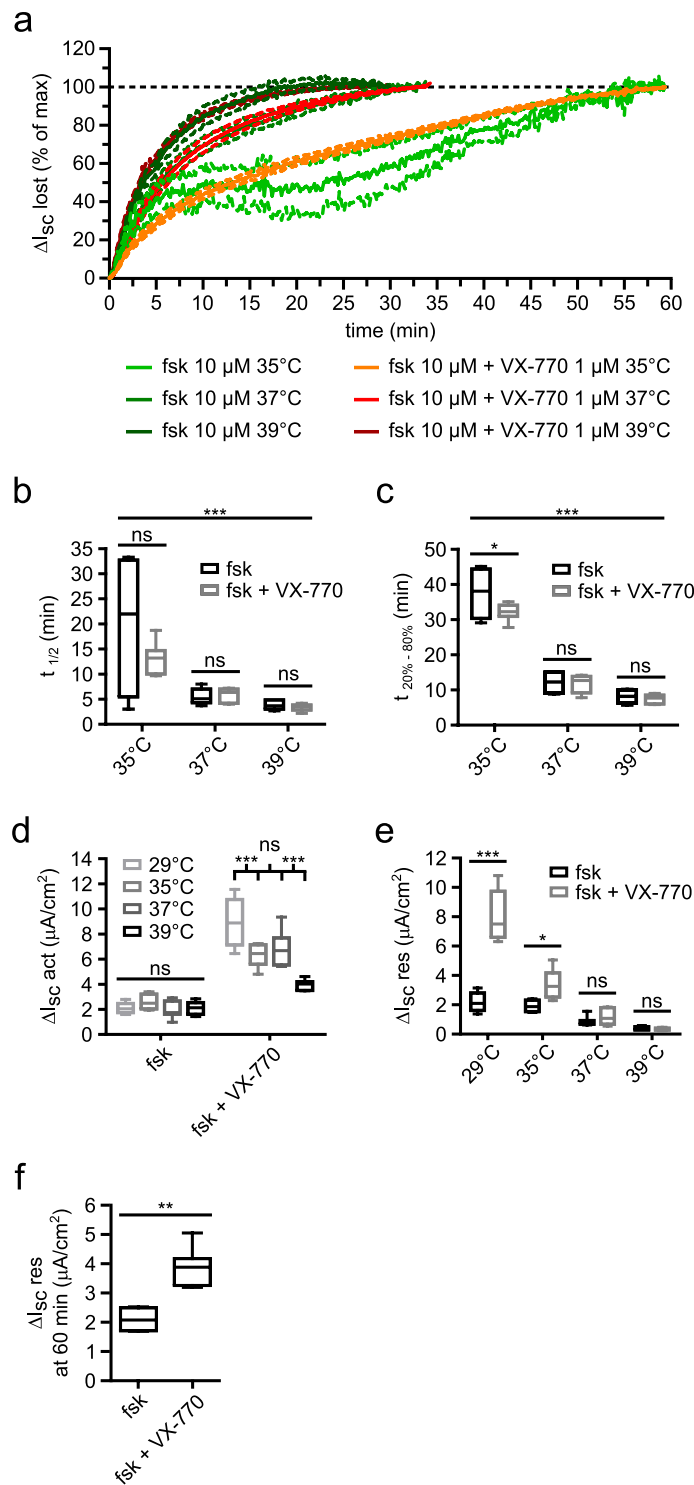 a
ΔISC lost (% of max)
120
100
80
60
40
20
0
0 5 10 15 20 25 30 35 40 45 50 55 60
time (min)
fsk 10 µM 35°C fsk 10 µM + VX-770 1 µM 35°C
fsk 10 µM 37°C fsk 10 µM + VX-770 1 µM 37°C
fsk 10 µM 39°C fsk 10 µM + VX-770 1 µM 39°C
b
t 1/2 (min)
35
30
25
20
15
10
5
0
***
ns
ns
ns
fsk
fsk + VX-770
35°C 37°C 39°C
c
t 20% - 80% (min)
50
40
30
20
10
0
***
*
ns
ns
fsk
fsk + VX-770
35°C 37°C 39°C
d
ΔISC act (µA/cm²)
14
12
10
8
6
4
2
0
29°C
35°C
37°C
39°C
ns
ns
*** ***
fsk
fsk + VX-770
e
ΔISC res (µA/cm²)
12
10
8
6
4
2
0
***
*
ns
ns
fsk
fsk + VX-770
29°C 35°C 37°C 39°C
f
ΔISC res
at 60 min (µA/cm²)
6
5
4
3
2
1
0
**
fsk
fsk + VX-770